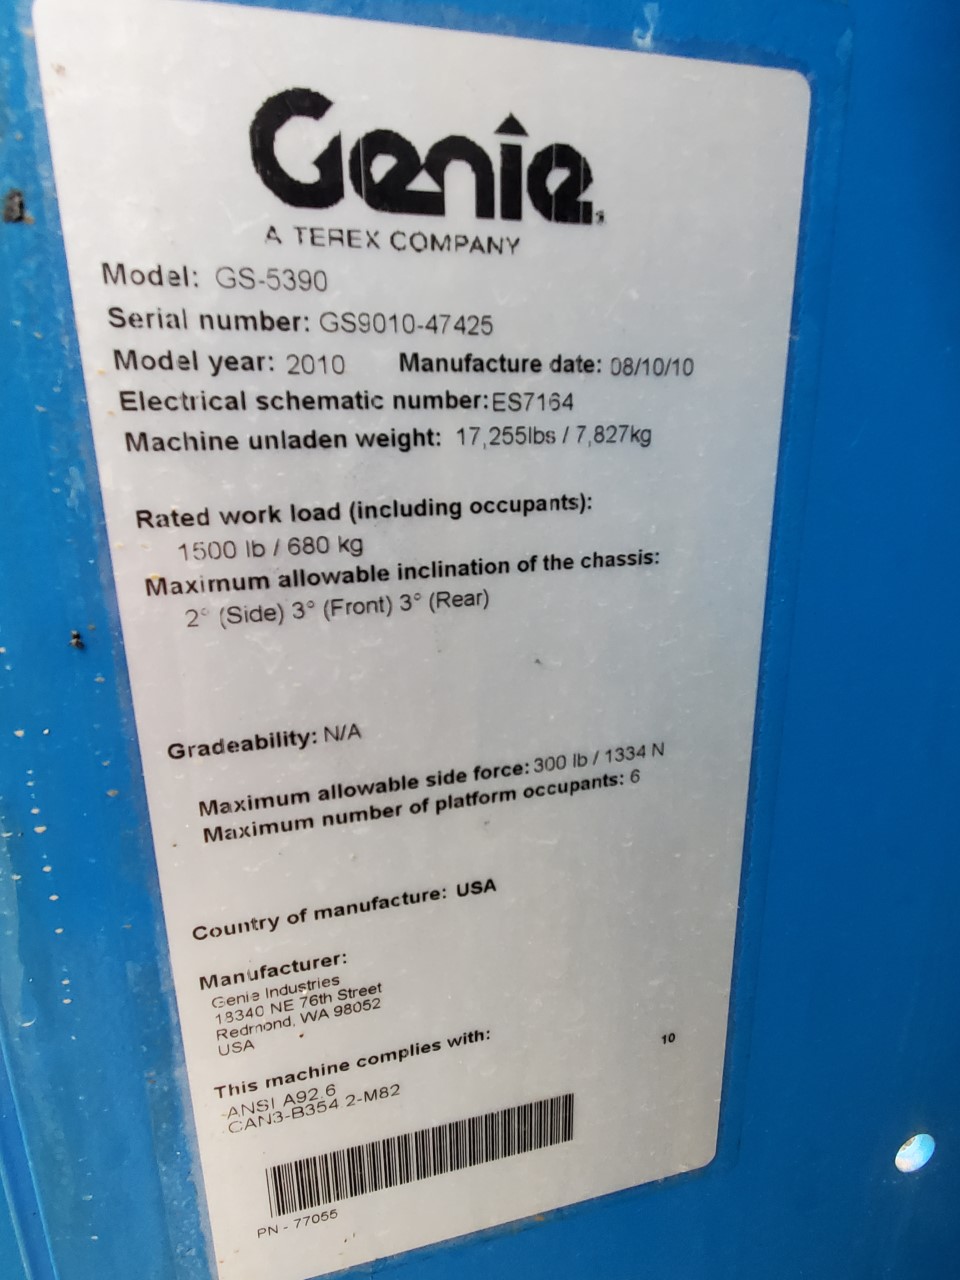 Genie
A TEREX COMPANY
Model: GS-5390
Serial number: GS9010-47425
Model year: 2010 Manufacture date: 08/10/10
Electrical schematic number: ES7164
Machine unladen weight: 17,255lbs / 7,827kg
Rated work load (including occupants):
1500 lb / 680 kg
Maximum allowable inclination of the chassis:
2° (Side) 3° (Front) 3° (Rear)
Gradeability: N/A
Maximum allowable side force: 300 lb / 1334 N
Maximum number of platform occupants: 6
Country of manufacture: USA
Manufacturer:
Genie Industries
18340 NE 76th Street
Redmond, WA 98052
USA
This machine complies with:
10
ANSI A92.6
CAN3-B354.2-M82
PN - 77055